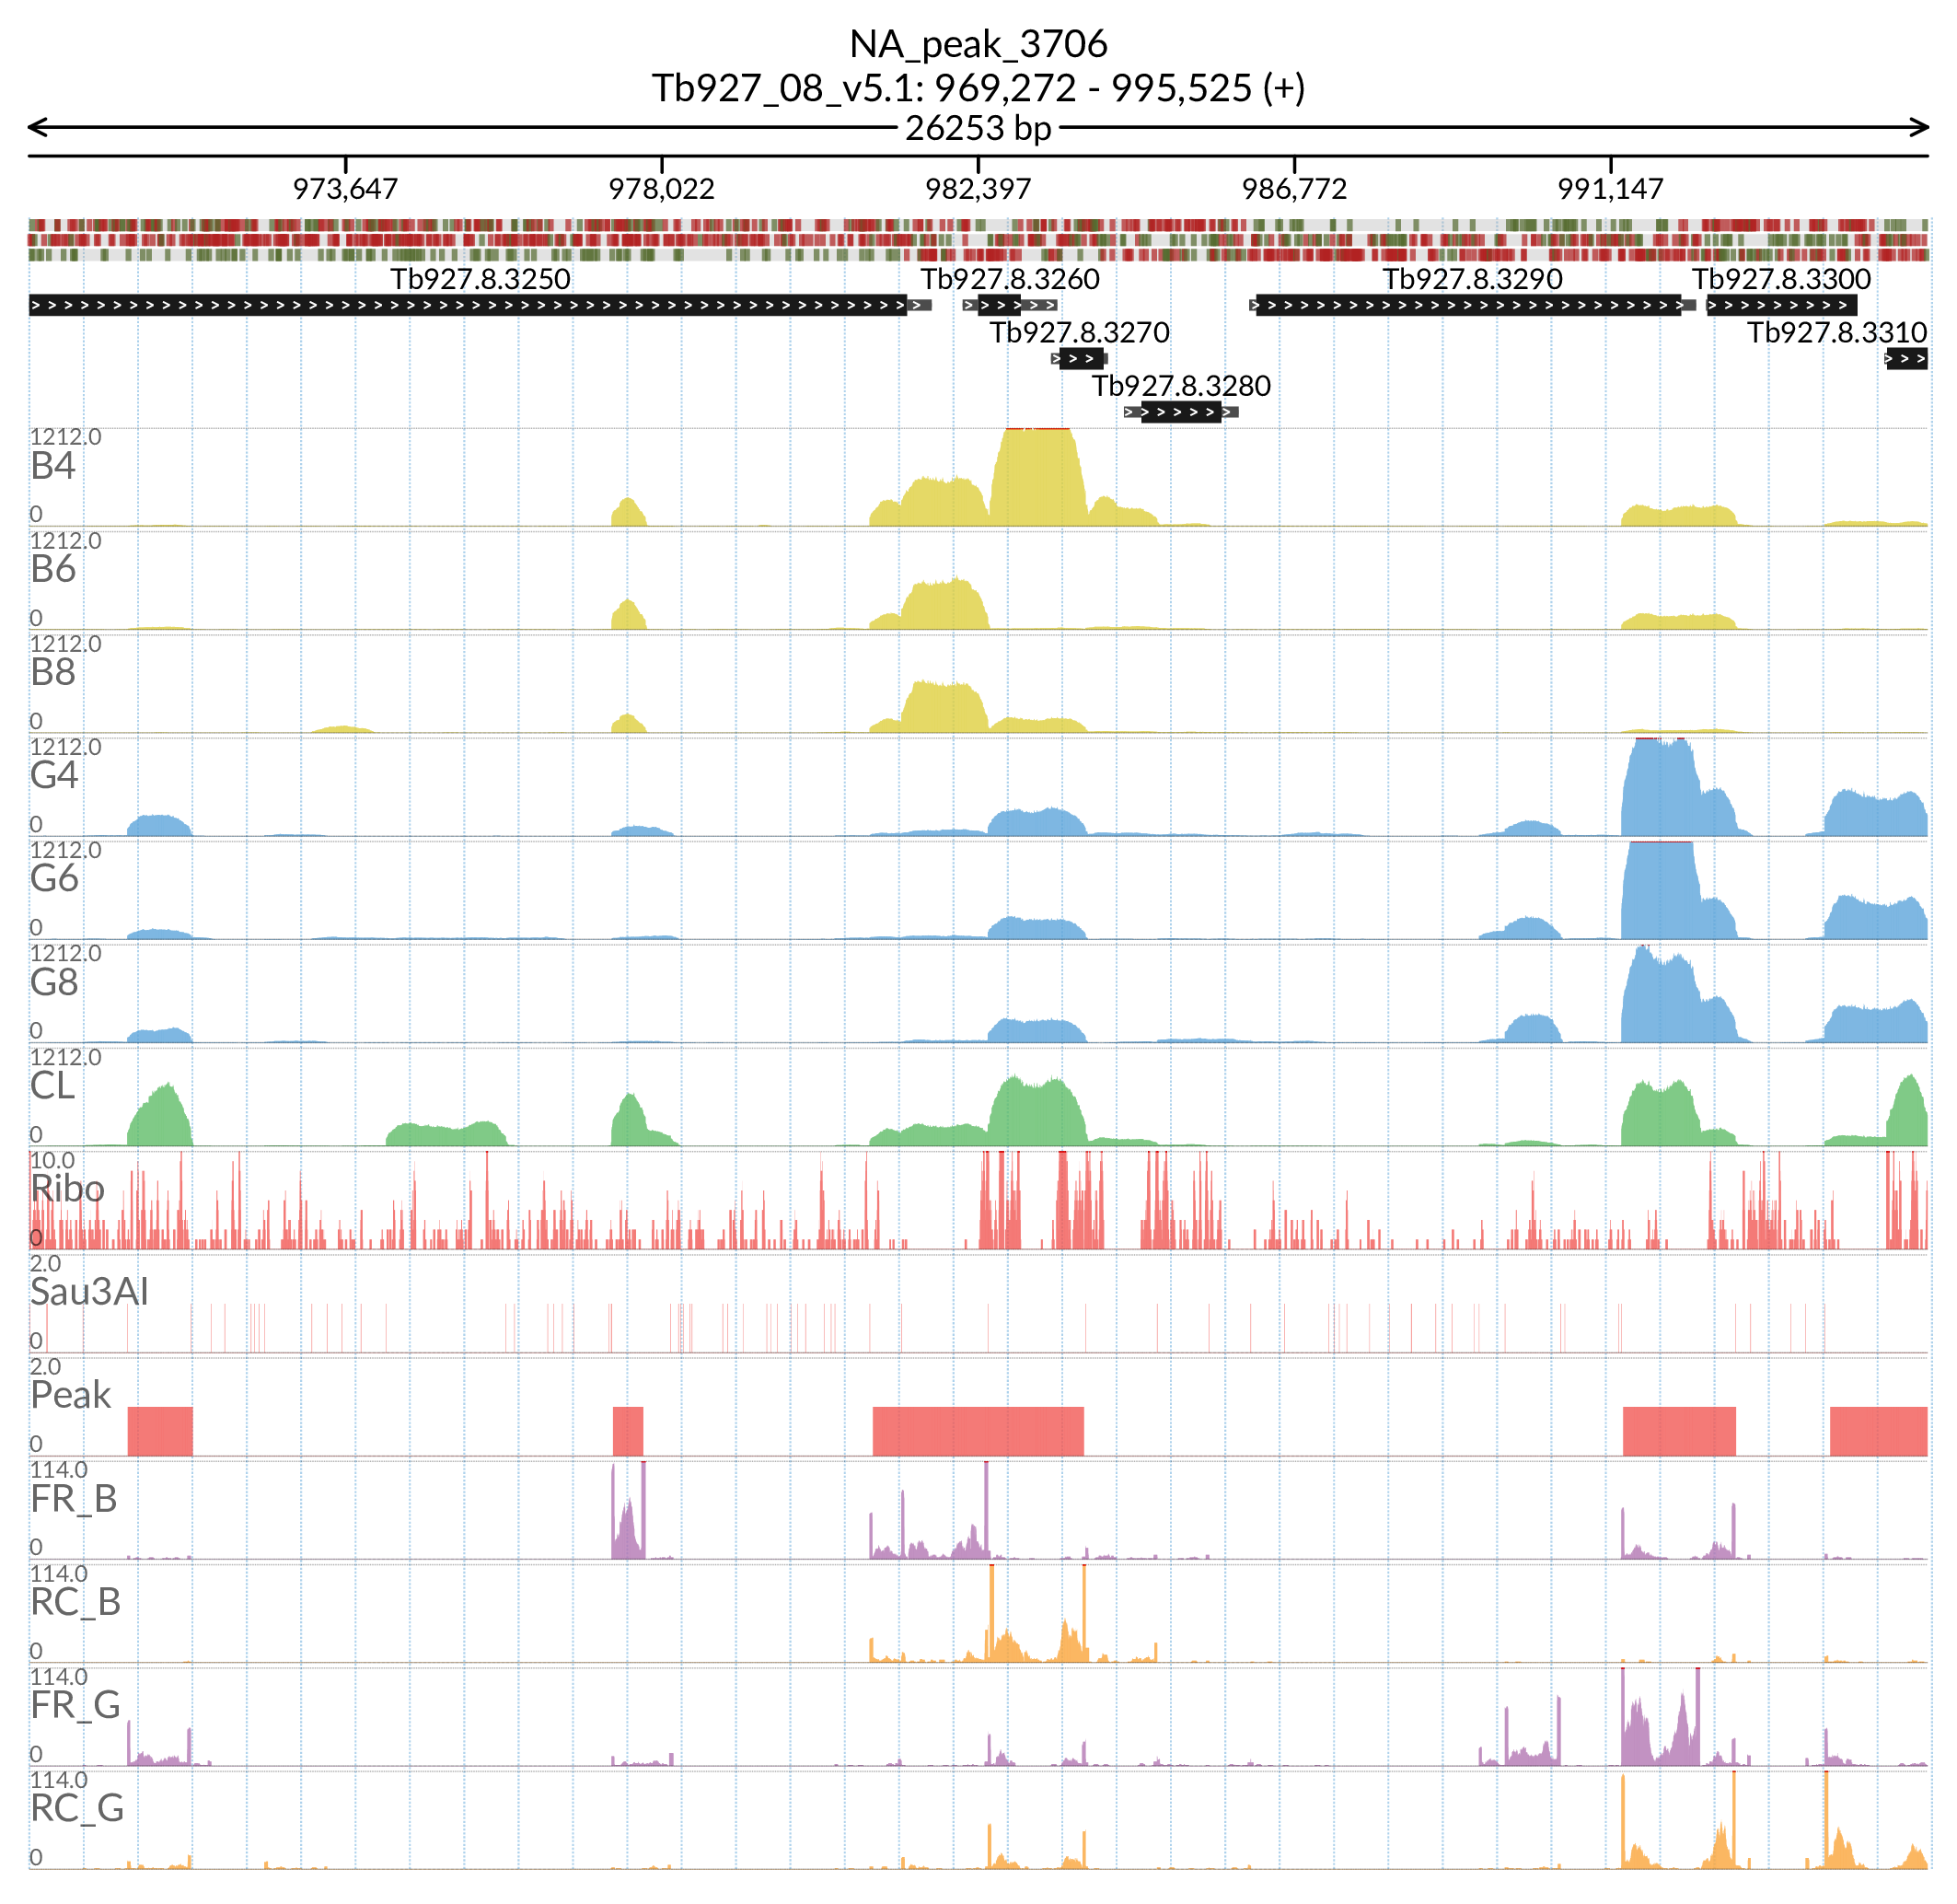 NA_peak_3706
Tb927_08_v5.1: 969,272 - 995,525 (+)
26253 bp
973,647 978,022 982,397 986,772 991,147
Tb927.8.3250 Tb927.8.3260 Tb927.8.3290 Tb927.8.3300
Tb927.8.3270 Tb927.8.3310
Tb927.8.3280
1212.0
B4
0
1212.0
B6
0
1212.0
B8
0
1212.0
G4
0
1212.0
G6
0
1212.0
G8
0
1212.0
CL
0
10.0
Ribo
0
2.0
Sau3AI
0
2.0
Peak
0
114.0
FR_B
0
114.0
RC_B
0
114.0
FR_G
0
114.0
RC_G
0